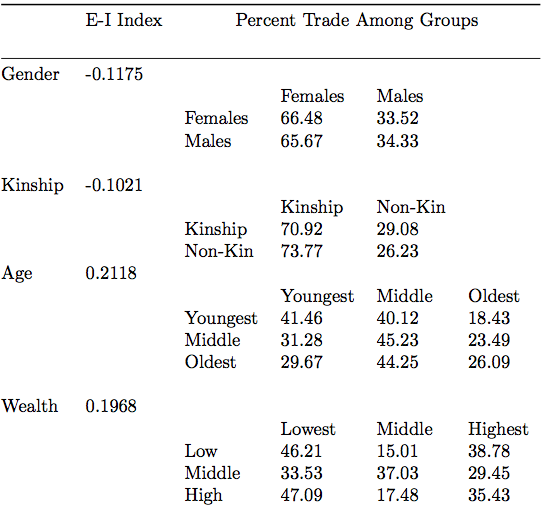 E-I Index Percent Trade Among Groups
Gender -0.1175
Females Males
Females 66.48 33.52
Males 65.67 34.33
Kinship -0.1021
Kinship Non-Kin
Kinship 70.92 29.08
Non-Kin 73.77 26.23
Age 0.2118
Youngest Middle Oldest
Youngest 41.46 40.12 18.43
Middle 31.28 45.23 23.49
Oldest 29.67 44.25 26.09
Wealth 0.1968
Lowest Middle Highest
Low 46.21 15.01 38.78
Middle 33.53 37.03 29.45
High 47.09 17.48 35.43